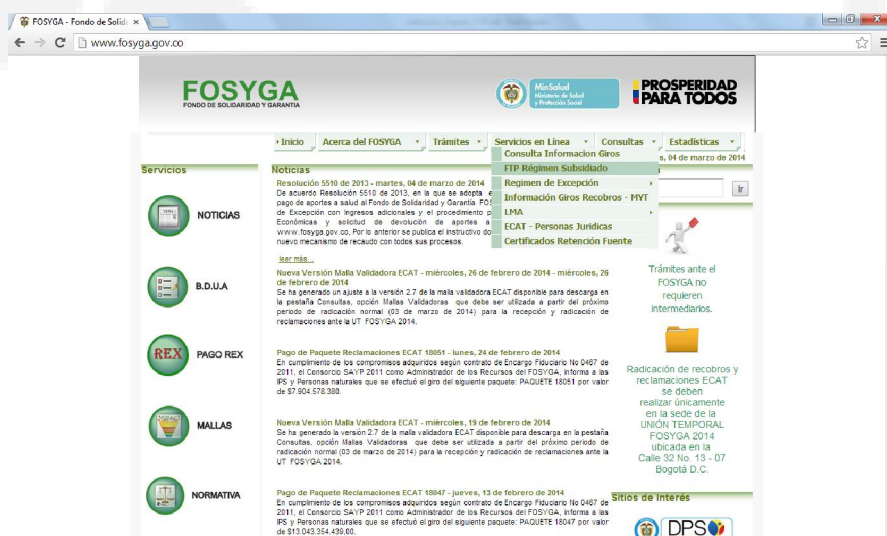 FOSYGA - Fondo de Solida
www.fosyga.gov.co
FOSYGA
FONDO DE SOLIDARIDAD Y GARANTIA
MinSalud
Ministerio de Salud
y Protección Social
PROSPERIDAD
PARA TODOS
Inicio
Acerca del FOSYGA
Trámites
Servicios en Línea
Consultas
Estadísticas
s, 04 de marzo de 2014
Consulta Informacion Giros
FTP Régimen Subsidiado
Regimen de Excepción
Información Giros Recobros - MYT
LMA
ECAT - Personas Juridicas
Certificados Retención Fuente
Servicios
NOTICIAS
B.D.U.A
REX
PAGO REX
MALLAS
NORMATIVA
Noticias
Resolución 5510 de 2013 - martes, 04 de marzo de 2014
De acuerdo Resolución 5510 de 2013, en la que se adopta e
pago de aportes a salud al Fondo de Solidaridad y Garantía FOS
de Excepción con ingresos adicionales y el procedimiento p
Económicas y solicitud de devolución de aportes a
www.fosyga.gov.co, Por lo anterior se publica el instructivo do
nuevo mecanismo de recaudo con todos sus procesos.
leer más...
Nueva Versión Malla Validadora ECAT - miércoles, 26 de febrero de 2014 - miércoles, 26
de febrero de 2014
Se ha generado un ajuste a la versión 2.7 de la malla validadora ECAT disponible para descarga en
la pestaña Consultas, opción Mallas Validadoras que debe ser utilizada a partir del próximo
periodo de radicación normal (03 de marzo de 2014) para la recepción y radicación de
reclamaciones ante la UT FOSYGA 2014.
Pago de Paquete Reclamaciones ECAT 18051 - lunes, 24 de febrero de 2014
En cumplimiento de los compromisos adquiridos según contrato de Encargo Fiduciario No 0467 de
2011, el Consorcio SAYP 2011 como Administrador de los Recursos del FOSYGA, informa a las
IPS y Personas naturales que se efectuó el giro del siguiente paquete: PAQUETE 18051 por valor
de $7.904.578.380.
Nueva Versión Malla Validadora ECAT - miércoles, 19 de febrero de 2014
Se ha generado la versión 2.7 de la malla validadora ECAT disponible para descarga en la pestaña
Consultas, opción Mallas Validadoras que debe ser utilizada a partir del próximo periodo de
radicación normal (03 de marzo de 2014) para la recepción y radicación de reclamaciones ante la
UT FOSYGA 2014.
Pago de Paquete Reclamaciones ECAT 18047 - jueves, 13 de febrero de 2014
En cumplimiento de los compromisos adquiridos según contrato de Encargo Fiduciario No 0467 de
2011, el Consorcio SAYP 2011 como Administrador de los Recursos del FOSYGA, informa a las
IPS y Personas naturales que se efectuó el giro del siguiente paquete: PAQUETE 18047 por valor
de $13.043.354.439,00.
Ir
Trámites ante el
FOSYGA no
requieren
intermediarios.
Radicación de recobros y
reclamaciones ECAT
se deben
realizar únicamente
en la sede de la
UNIÓN TEMPORAL
FOSYGA 2014
ubicada en la
Calle 32 No. 13 - 07
Bogotá D.C.
Sitios de Interés
DPS